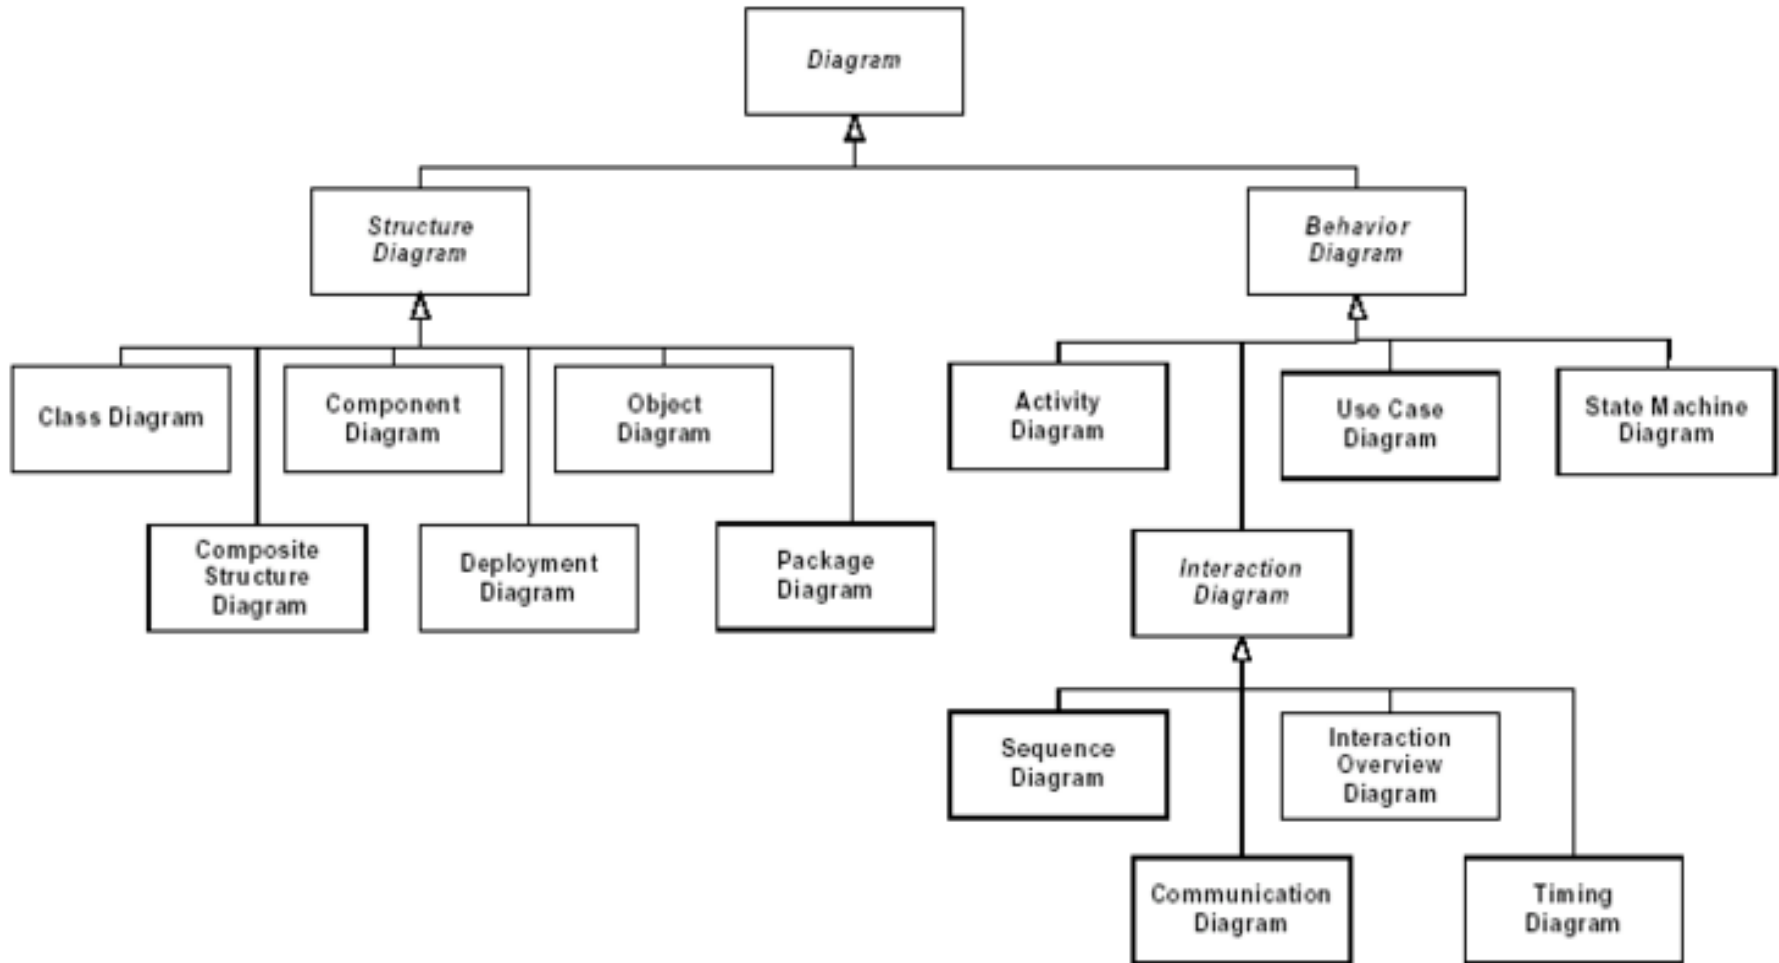 Diagram
Structure
Diagram
Behavior
Diagram
Class Diagram
Component
Diagram
Object
Diagram
Activity
Diagram
Use Case
Diagram
State Machine
Diagram
Composite
Structure
Diagram
Deployment
Diagram
Package
Diagram
Interaction
Diagram
Sequence
Diagram
Interaction
Overview
Diagram
Communication
Diagram
Timing
Diagram